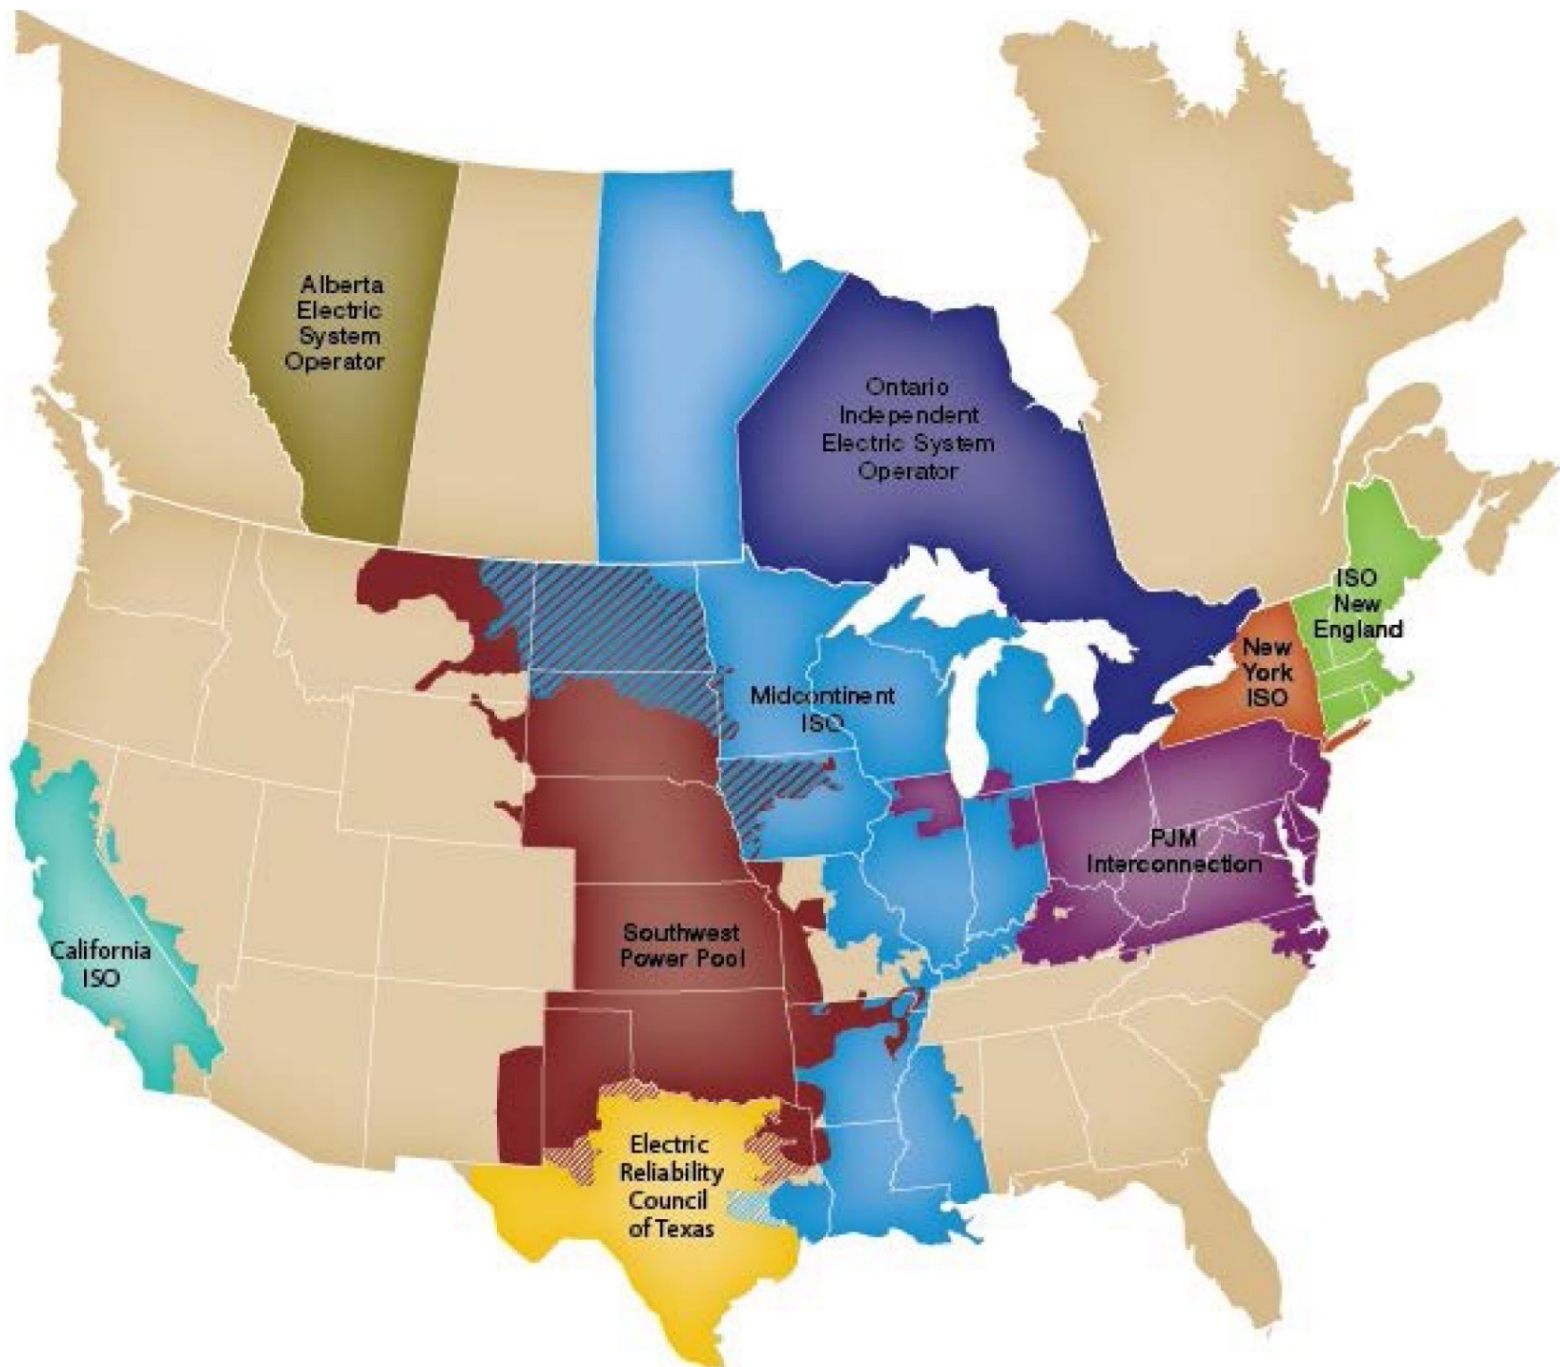 Alberta
Electric
System
Operator
Ontario
Independent
Electric System
Operator
ISO
New
England
New
York
ISO
Midcontinent
ISO
PJM
Interconnection
Southwest
Power Pool
California
ISO
Electric
Reliability
Council
of Texas